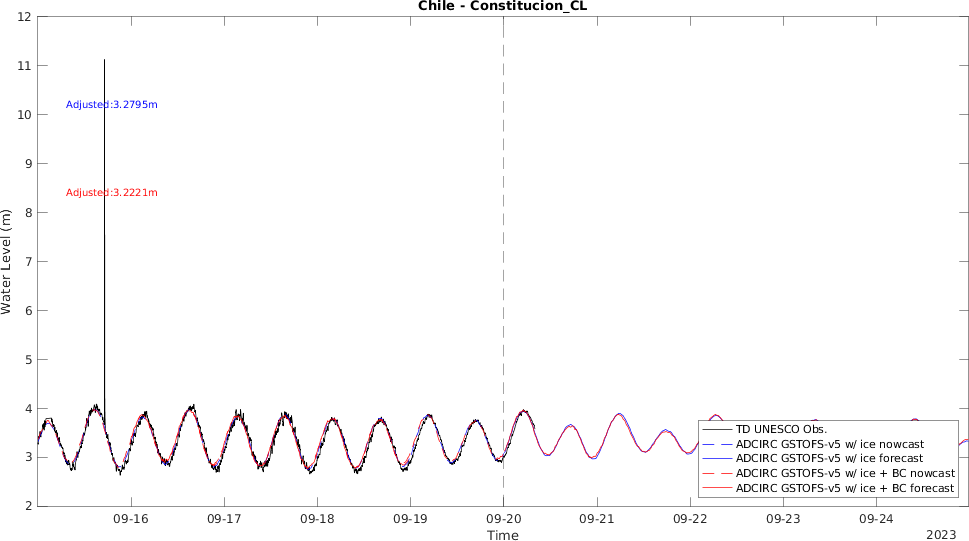 Chile - Constitucion_CL
12
11
10
9
8
7
6
5
4
3
2
Water Level (m)
Adjusted:3.2795m
Adjusted:3.2221m
TD UNESCO Obs.
ADCIRC GSTOFS-v5 w/ ice nowcast
ADCIRC GSTOFS-v5 w/ ice forecast
ADCIRC GSTOFS-v5 w/ ice + BC nowcast
ADCIRC GSTOFS-v5 w/ ice + BC forecast
09-16 09-17 09-18 09-19 09-20 09-21 09-22 09-23 09-24
Time
2023